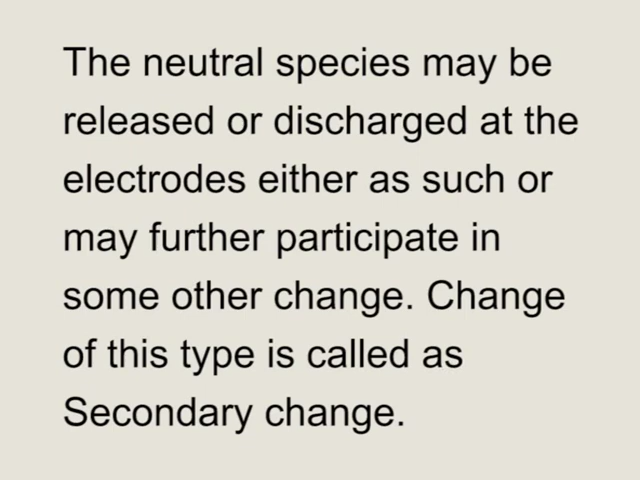 The neutral species may be
released or discharged at the
electrodes either as such or
may further participate in
some other change. Change
of this type is called as
Secondary change.